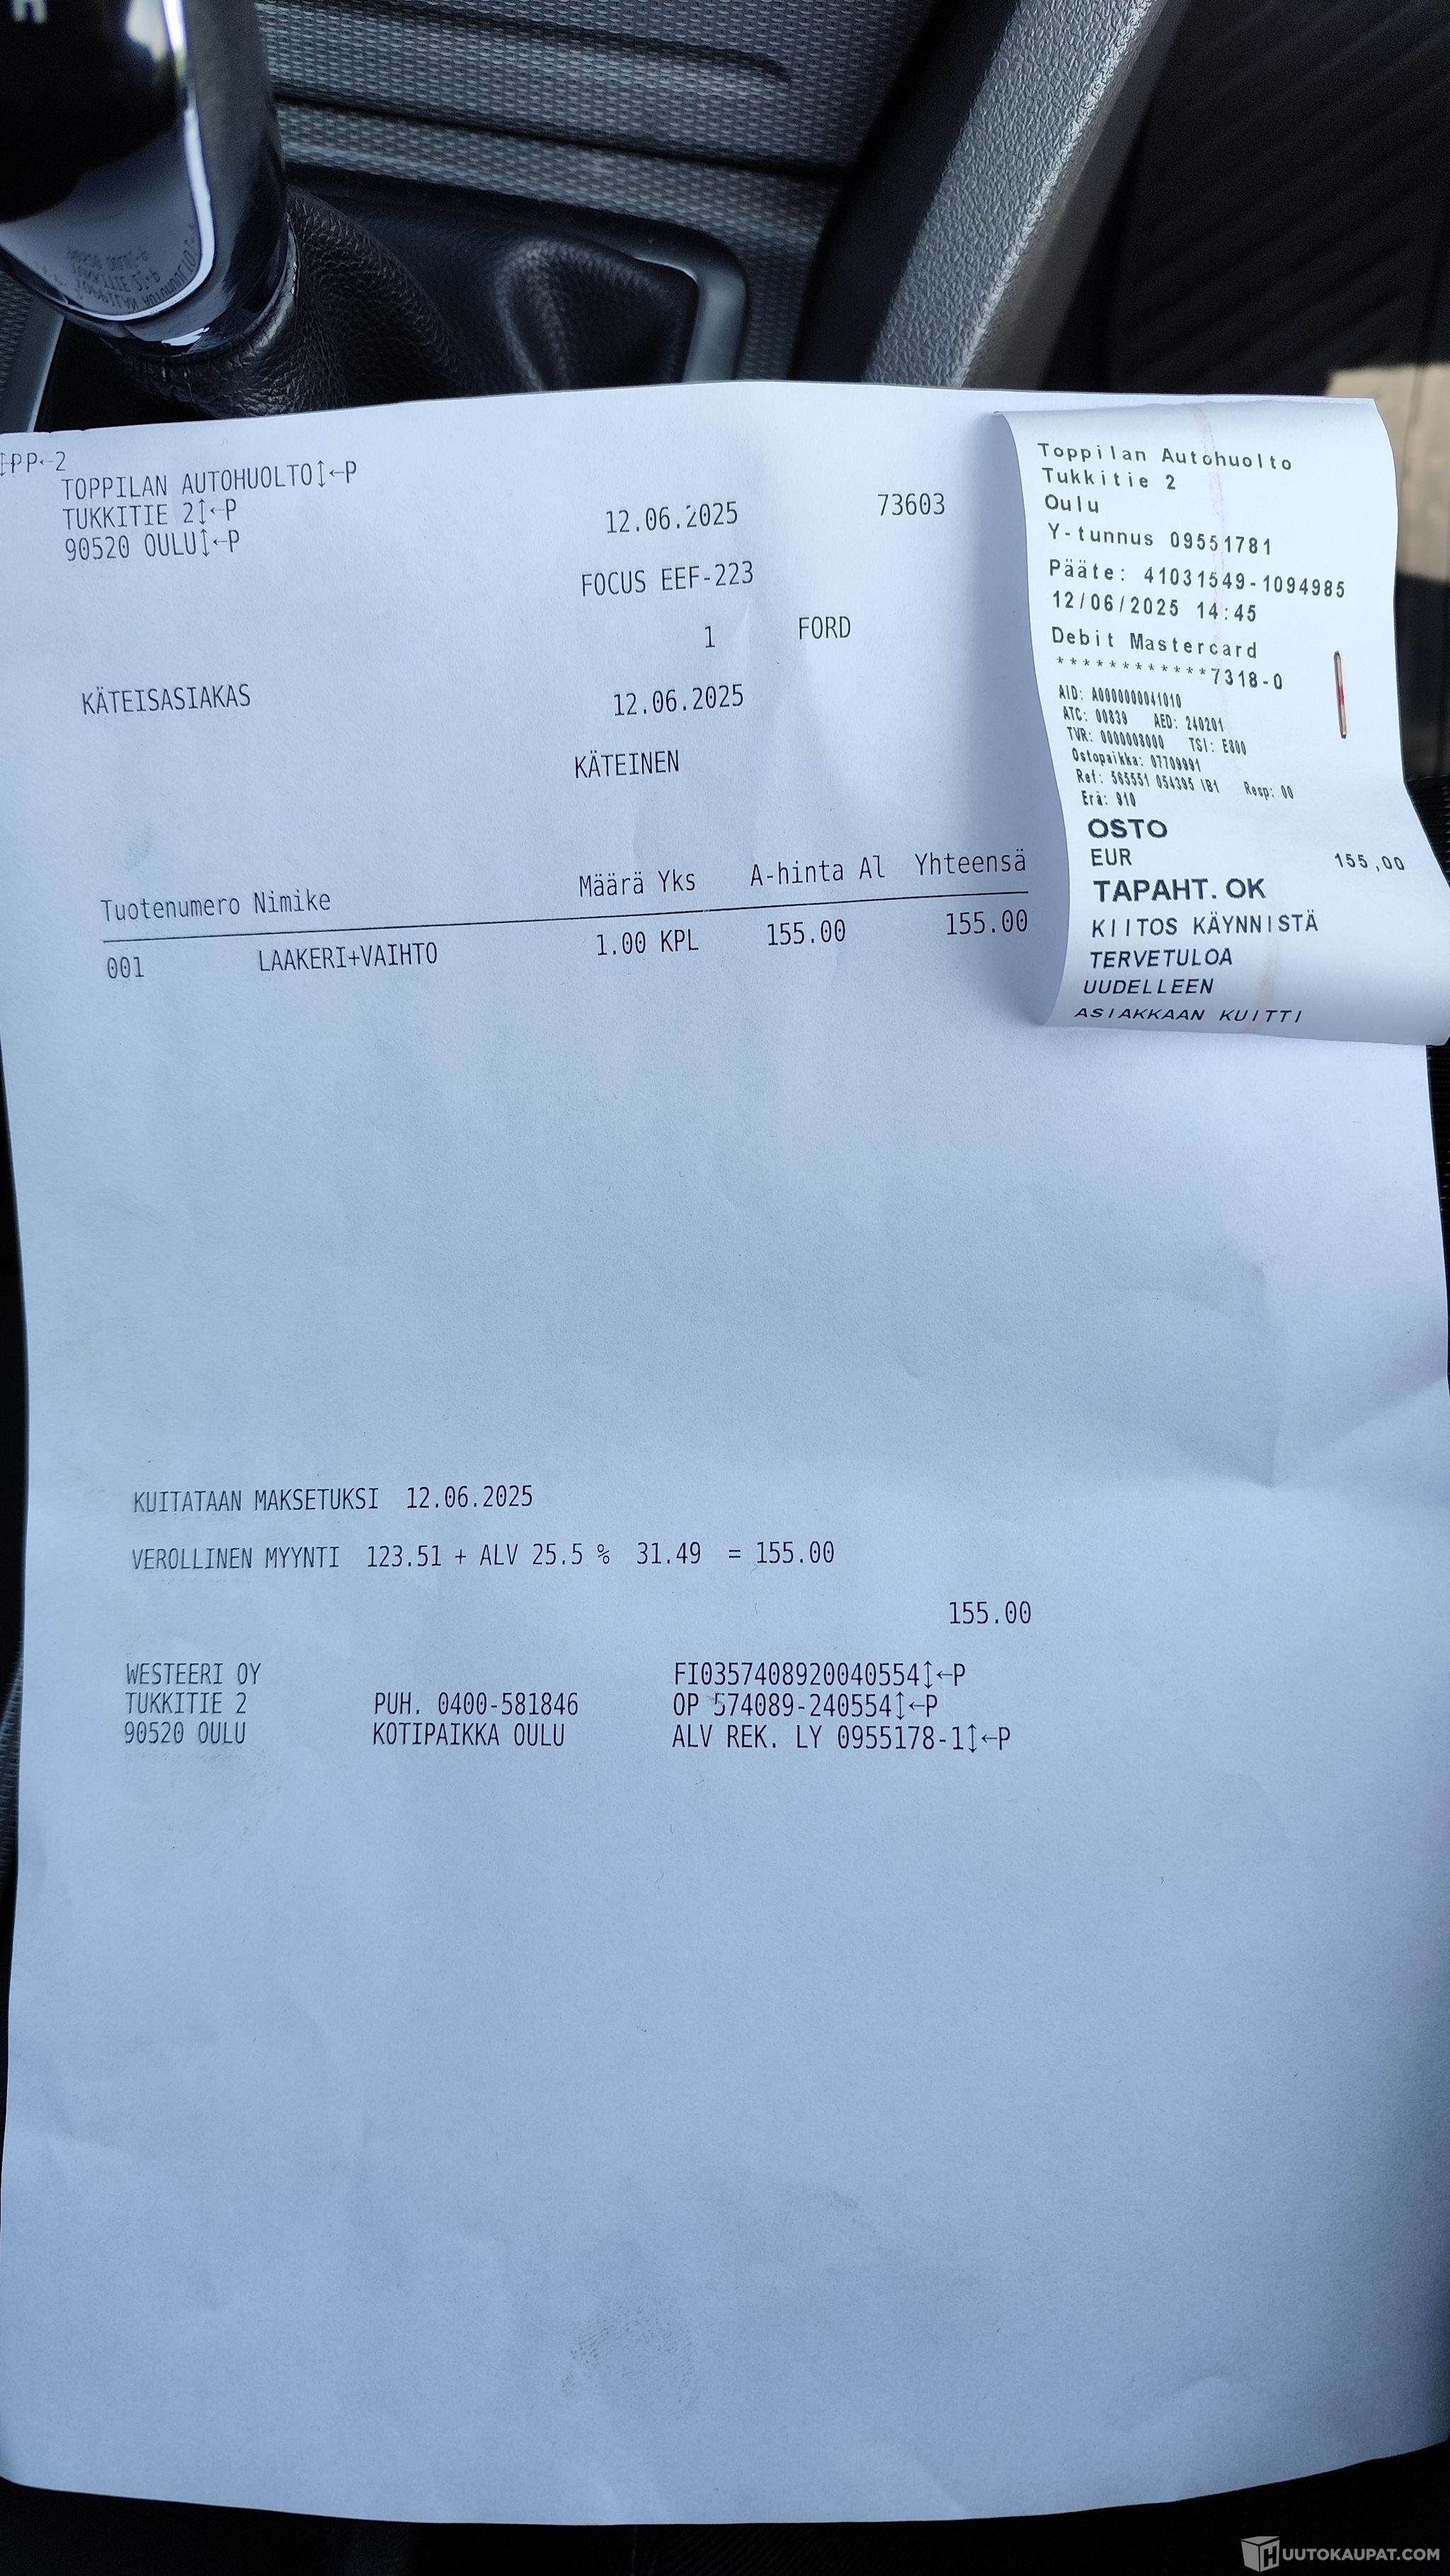 ↕PP←2
TOPPILAN AUTOHUOLTO↕←P
TUKKITIE 2↕←P
90520 OULU↕←P
12.06.2025 73603
FOCUS EEF-223
1 FORD
KÄTEISASIAKAS 12.06.2025
KÄTEINEN
Tuotenumero Nimike Määrä Yks A-hinta Al Yhteensä
001 LAAKERI+VAIHTO 1.00 KPL 155.00 155.00
KUITATAAN MAKSETUKSI 12.06.2025
VEROLLINEN MYYNTI 123.51 + ALV 25.5 % 31.49 = 155.00
155.00
WESTEERI OY FI0357408920040554↕←P
TUKKITIE 2 PUH. 0400-581846 OP 574089-240554↕←P
90520 OULU KOTIPAIKKA OULU ALV REK. LY 0955178-1↕←P
Toppilan Autohuolto
Tukkitie 2
Oulu
Y-tunnus 09551781
Pääte: 41031549-1094985
12/06/2025 14:45
Debit Mastercard
************7318-0
AID: A0000000041010
ATC: 00839 AED: 240201
TVR: 0000008000 TSI: E800
Ostopaikka: 07709991
Ref: 565551 054395 IB1 Resp: 00
Erä: 910
OSTO
EUR 155,00
TAPAHT. OK
KIITOS KÄYNNISTÄ
TERVETULOA
UUDELLEEN
ASIAKKAAN KUITTI
HUUTOKAUPAT.COM